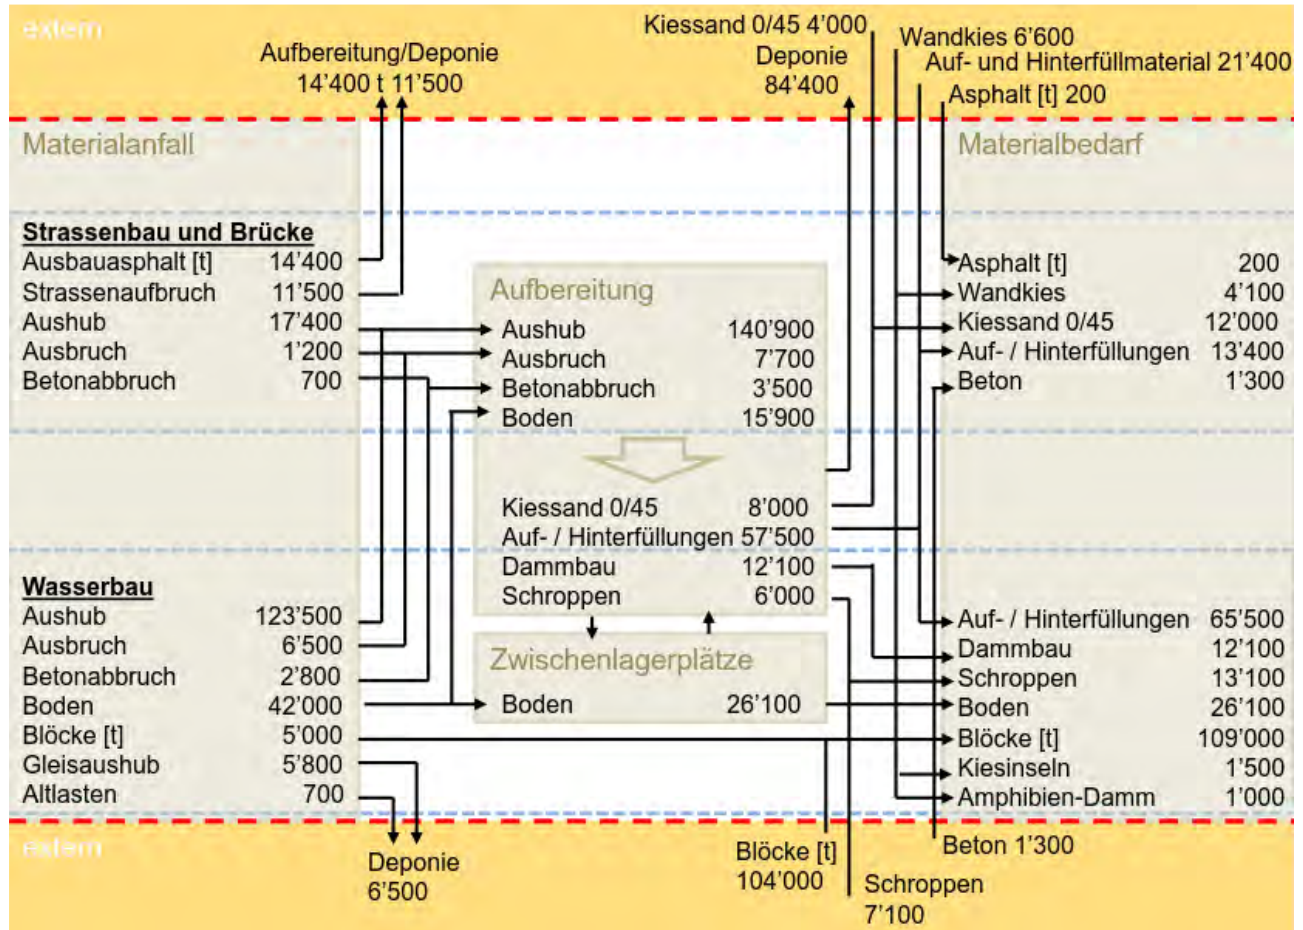 extern
Kiessand 0/45 4’000
Deponie
84’400
Wandkies 6’600
Auf- und Hinterfüllmaterial 21’400
Asphalt [t] 200
Aufbereitung/Deponie
14’400 t 11’500
Materialanfall
Strassenbau und Brücke
Ausbauasphalt [t] 14’400
Strassenaufbruch 11’500
Aushub 17’400
Ausbruch 1’200
Betonabbruch 700
Wasserbau
Aushub 123’500
Ausbruch 6’500
Betonabbruch 2’800
Boden 42’000
Blöcke [t] 5’000
Gleisaushub 5’800
Altlasten 700
Aufbereitung
Aushub 140’900
Ausbruch 7’700
Betonabbruch 3’500
Boden 15’900
Kiessand 0/45 8’000
Auf- / Hinterfüllungen 57’500
Dammbau 12’100
Schroppen 6’000
Zwischenlagerplätze
Boden 26’100
Materialbedarf
Asphalt [t] 200
Wandkies 4’100
Kiessand 0/45 12’000
Auf- / Hinterfüllungen 13’400
Beton 1’300
Auf- / Hinterfüllungen 65’500
Dammbau 12’100
Schroppen 13’100
Boden 26’100
Blöcke [t] 109’000
Kiesinseln 1’500
Amphibien-Damm 1’000
extern
Deponie
6’500
Blöcke [t]
104’000
Schroppen
7’100
Beton 1’300